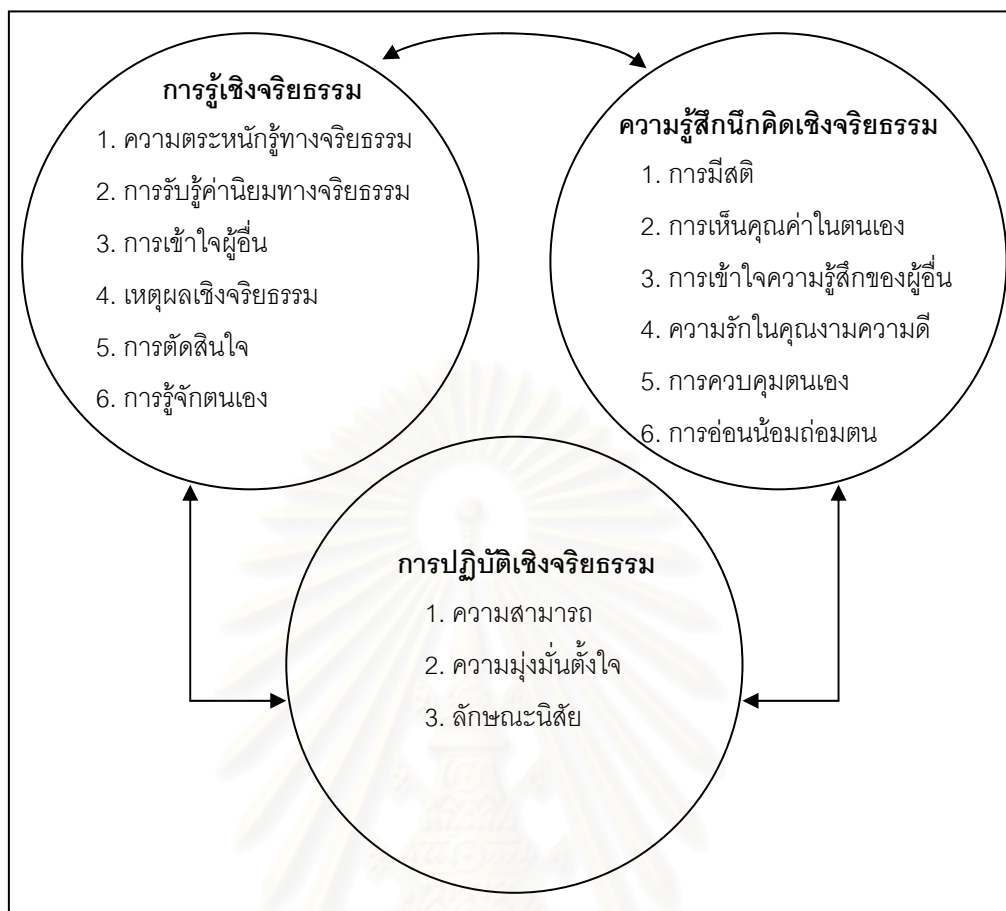 การรู้เชิงจริยธรรม
1. ความตระหนักรู้ทางจริยธรรม
2. การรับรู้ค่านิยมทางจริยธรรม
3. การเข้าใจผู้อื่น
4. เหตุผลเชิงจริยธรรม
5. การตัดสินใจ
6. การรู้จักตนเอง
ความรู้สึกนึกคิดเชิงจริยธรรม
1. การมีสติ
2. การเห็นคุณค่าในตนเอง
3. การเข้าใจความรู้สึกของผู้อื่น
4. ความรักในคุณงามความดี
5. การควบคุมตนเอง
6. การอ่อนน้อมถ่อมตน
การปฏิบัติเชิงจริยธรรม
1. ความสามารถ
2. ความมุ่งมั่นตั้งใจ
3. ลักษณะนิสัย